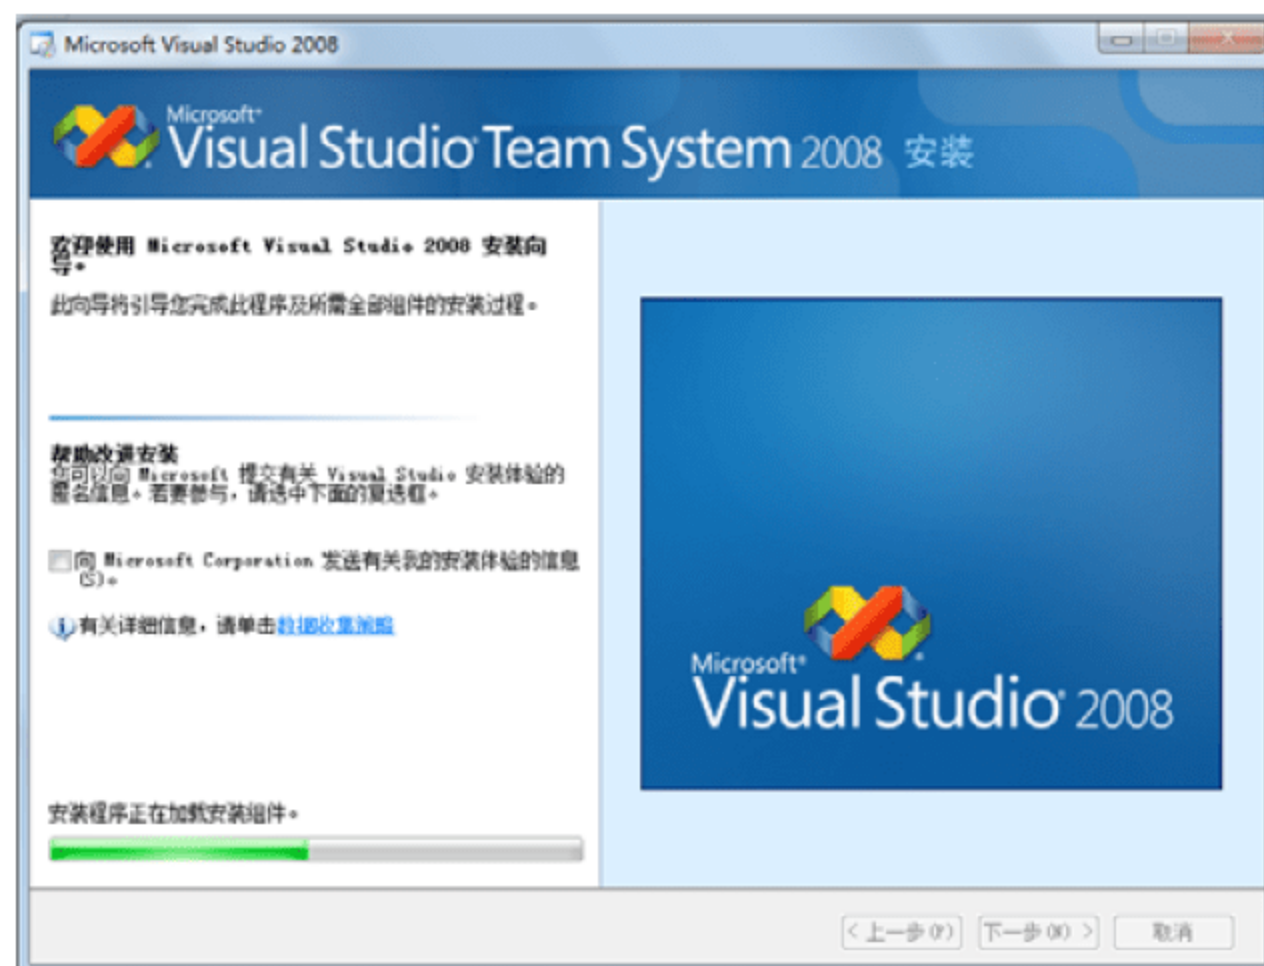 Microsoft Visual Studio 2008
Microsoft®
Visual Studio Team System 2008 安装
欢迎使用 Microsoft Visual Studio 2008 安装向
导。
此向导将引导您完成此程序及所需全部组件的安装过程。
帮助改进安装
您可以向 Microsoft 提交有关 Visual Studio 安装体验的
匿名信息。若要参与，请选中下面的复选框。
向 Microsoft Corporation 发送有关我的安装体验的信息
(S)。
有关详细信息，请单击数据收集策略
Microsoft®
Visual Studio® 2008
安装程序正在加载安装组件。
< 上一步(P)
下一步(N) >
取消